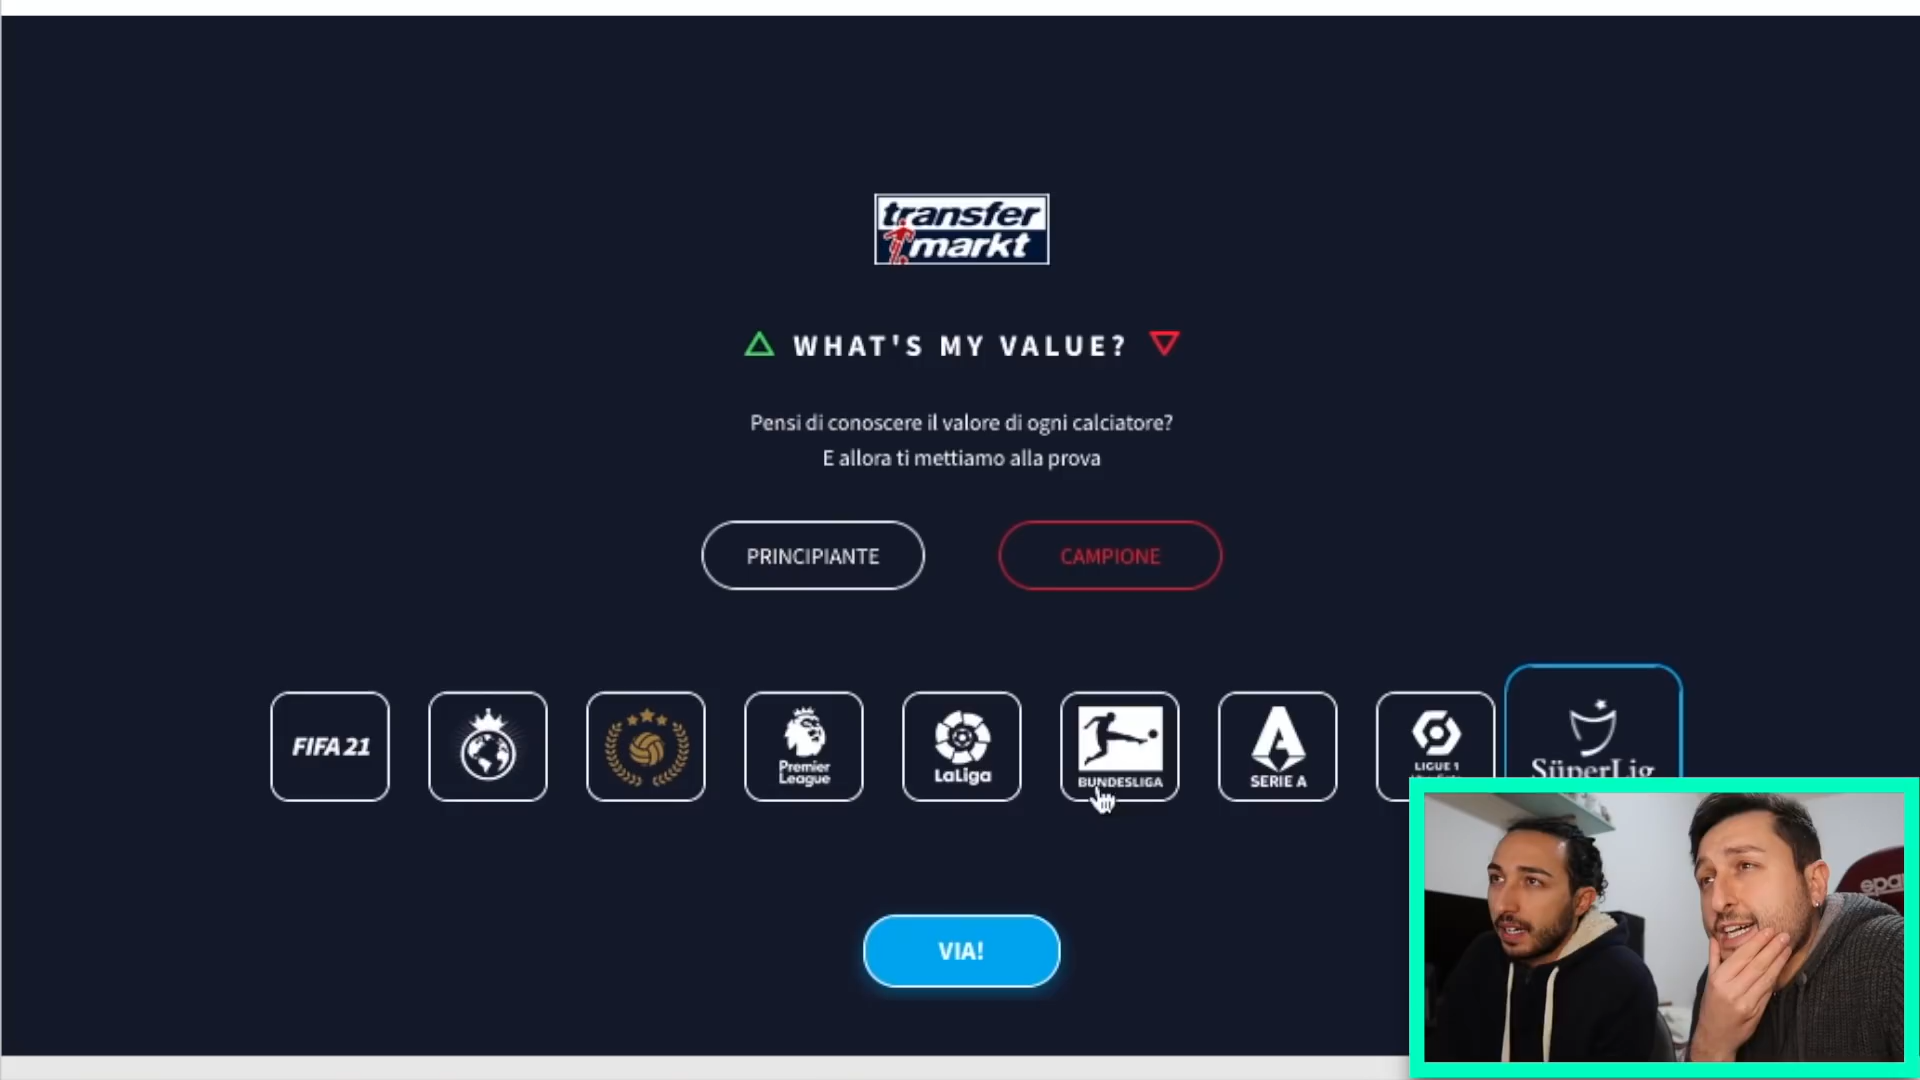 transfer
markt
WHAT'S MY VALUE?
Pensi di conoscere il valore di ogni calciatore?
E allora ti mettiamo alla prova
PRINCIPIANTE
CAMPIONE
FIFA 21
Premier
League
LaLiga
BUNDESLIGA
SERIE A
LIGUE 1
SüperLig
VIA!